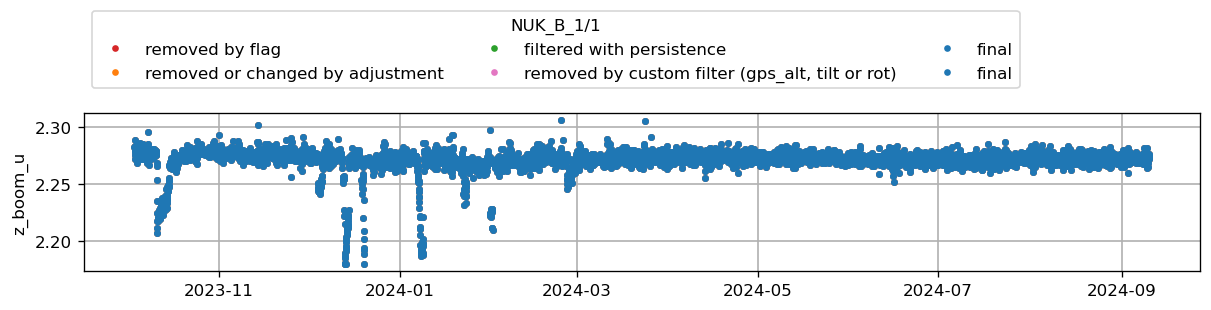 NUK_B_1/1
removed by flag
filtered with persistence
final
removed or changed by adjustment
removed by custom filter (gps_alt, tilt or rot)
final
2.30
2.25
2.20
z_boom_u
2023-11
2024-01
2024-03
2024-05
2024-07
2024-09